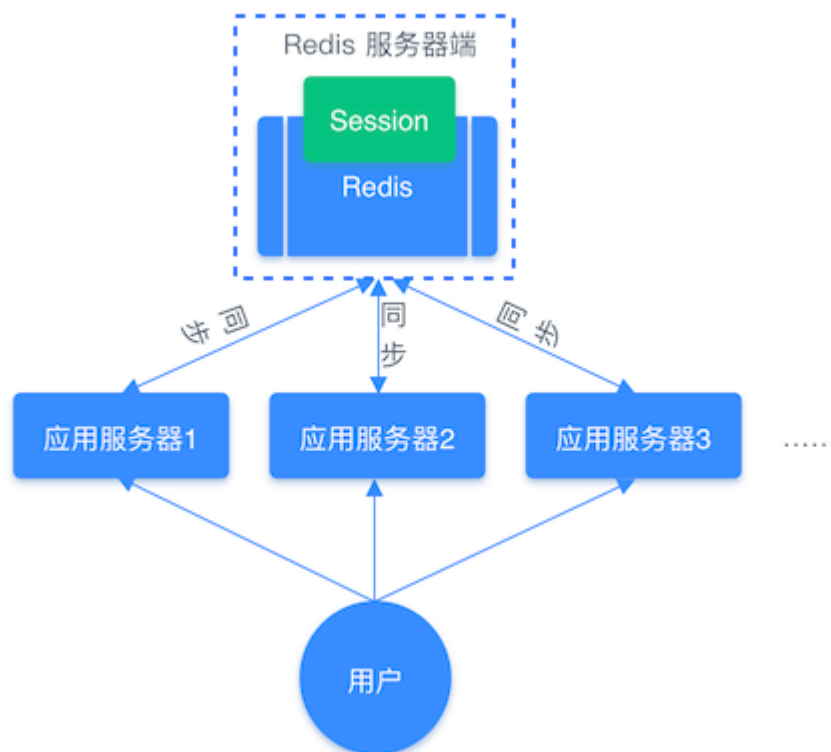 Redis 服务器端
Session
Redis
同步
同步
同步
应用服务器1
应用服务器2
应用服务器3
......
用户